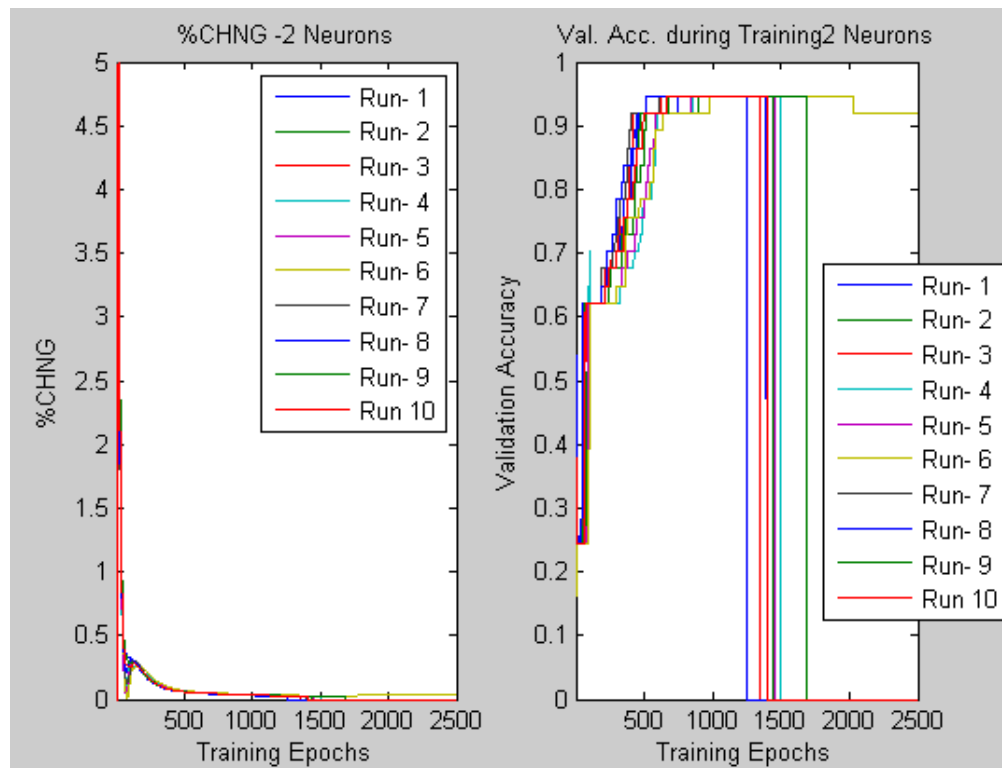 %CHNG -2 Neurons
5
4.5
4
3.5
3
2.5
2
1.5
1
0.5
0
%CHNG
500
1000
1500
2000
2500
Training Epochs
Run- 1
Run- 2
Run- 3
Run- 4
Run- 5
Run- 6
Run- 7
Run- 8
Run- 9
Run 10
Val. Acc. during Training2 Neurons
1
0.9
0.8
0.7
0.6
0.5
0.4
0.3
0.2
0.1
0
Validation Accuracy
500
1000
1500
2000
2500
Training Epochs
Run- 1
Run- 2
Run- 3
Run- 4
Run- 5
Run- 6
Run- 7
Run- 8
Run- 9
Run 10